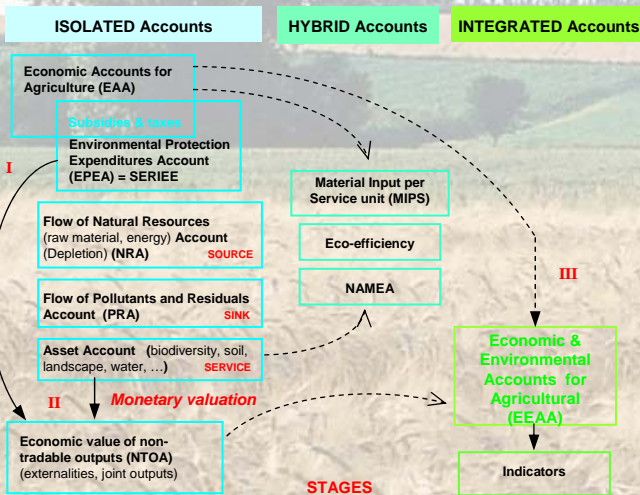 ISOLATED Accounts
HYBRID Accounts
INTEGRATED Accounts
Economic Accounts for
Agriculture (EAA)
Subsidies & taxes
Environmental Protection
Expenditures Account
(EPEA) = SERIEE
I
Flow of Natural Resources
(raw material, energy) Account
(Depletion) (NRA)
SOURCE
Flow of Pollutants and Residuals
Account (PRA)
SINK
Asset Account (biodiversity, soil,
landscape, water, …)
SERVICE
II
Monetary valuation
Economic value of non-
tradable outputs (NTOA)
(externalities, joint outputs)
Material Input per
Service unit (MIPS)
Eco-efficiency
NAMEA
III
Economic &
Environmental
Accounts for
Agricultural
(EEAA)
Indicators
STAGES